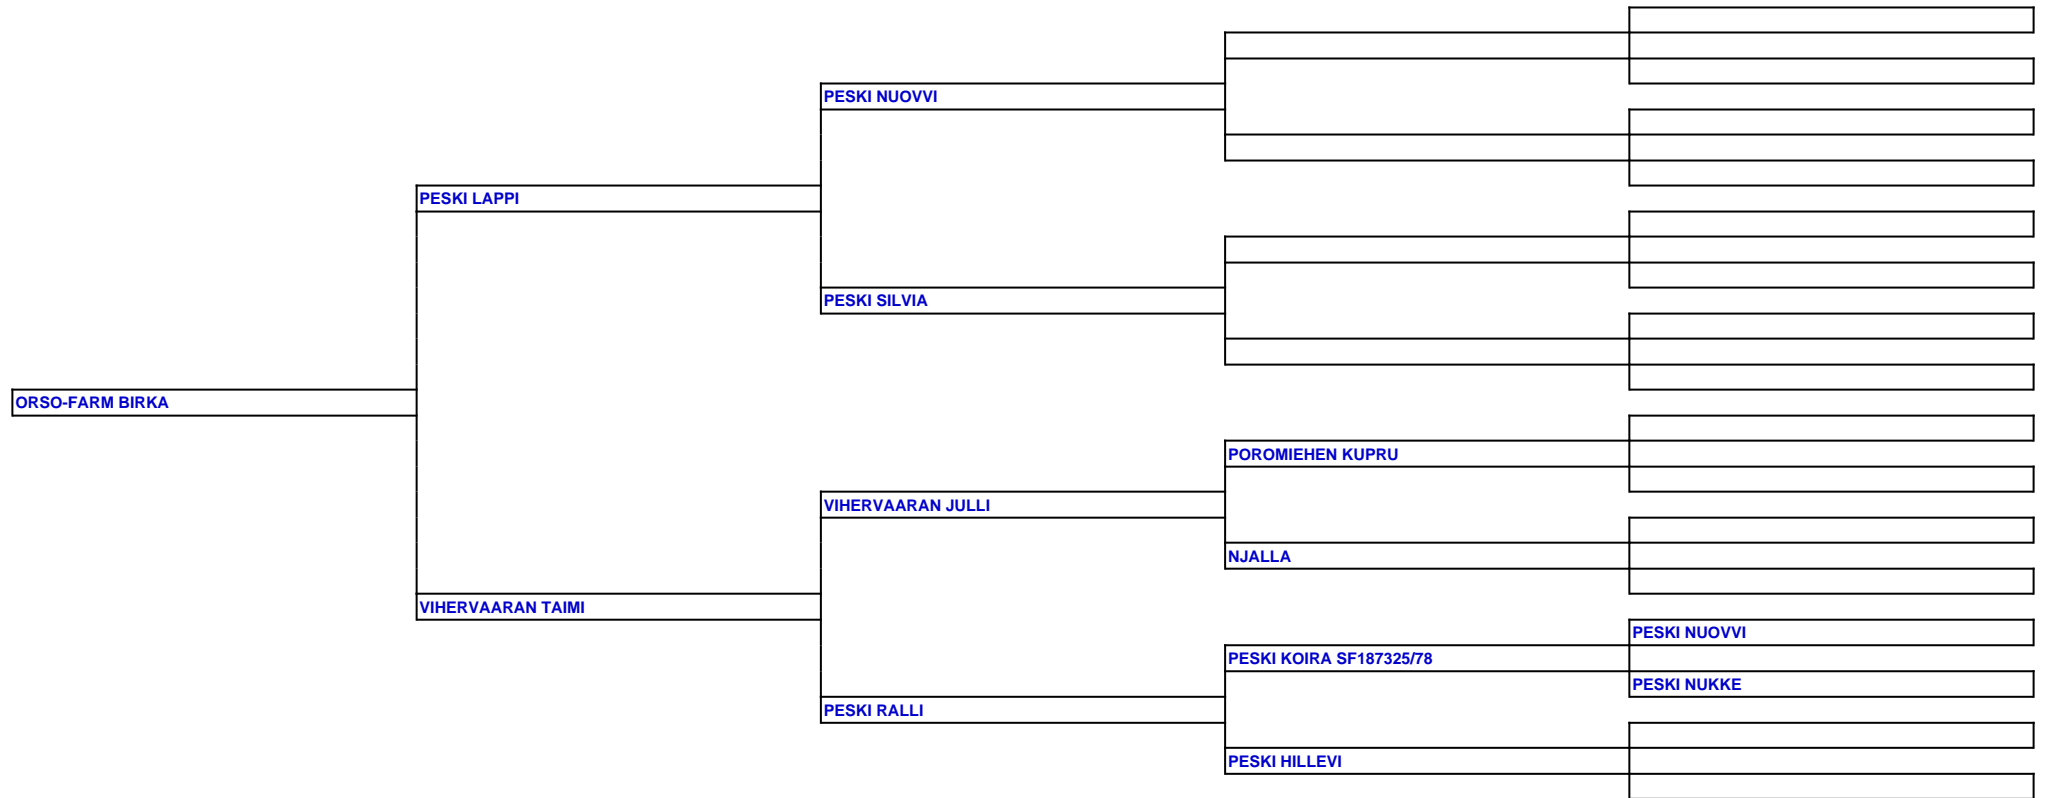 PESKI NUOVVI
PESKI LAPPI
PESKI SILVIA
ORSO-FARM BIRKA
POROMIEHEN KUPRU
VIHERVAARAN JULLI
NJALLA
VIHERVAARAN TAIMI
PESKI NUOVVI
PESKI KOIRA SF187325/78
PESKI NUKKE
PESKI RALLI
PESKI HILLEVI